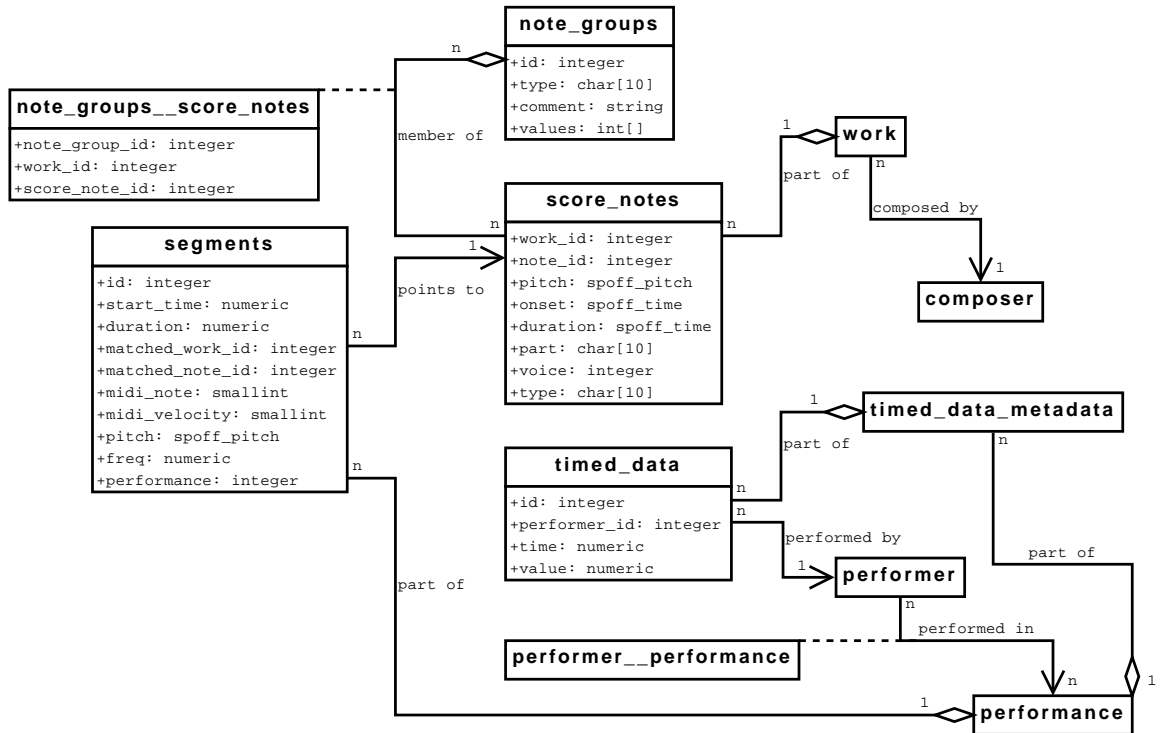 note_groups
+id: integer
+type: char[10]
+comment: string
+values: int[]
n
note_groups__score_notes
+note_group_id: integer
+work_id: integer
+score_note_id: integer
member of
n
score_notes
+work_id: integer
+note_id: integer
+pitch: spoff_pitch
+onset: spoff_time
+duration: spoff_time
+part: char[10]
+voice: integer
+type: char[10]
n
part of
1
work
n
composed by
1
composer
segments
+id: integer
+start_time: numeric
+duration: numeric
+matched_work_id: integer
+matched_note_id: integer
+midi_note: smallint
+midi_velocity: smallint
+pitch: spoff_pitch
+freq: numeric
+performance: integer
n
points to
1
n
part of
1
timed_data
+id: integer
+performer_id: integer
+time: numeric
+value: numeric
n
part of
1
timed_data_metadata
n
part of
1
n
performed by
1
performer
n
performed in
n
performer__performance
performance